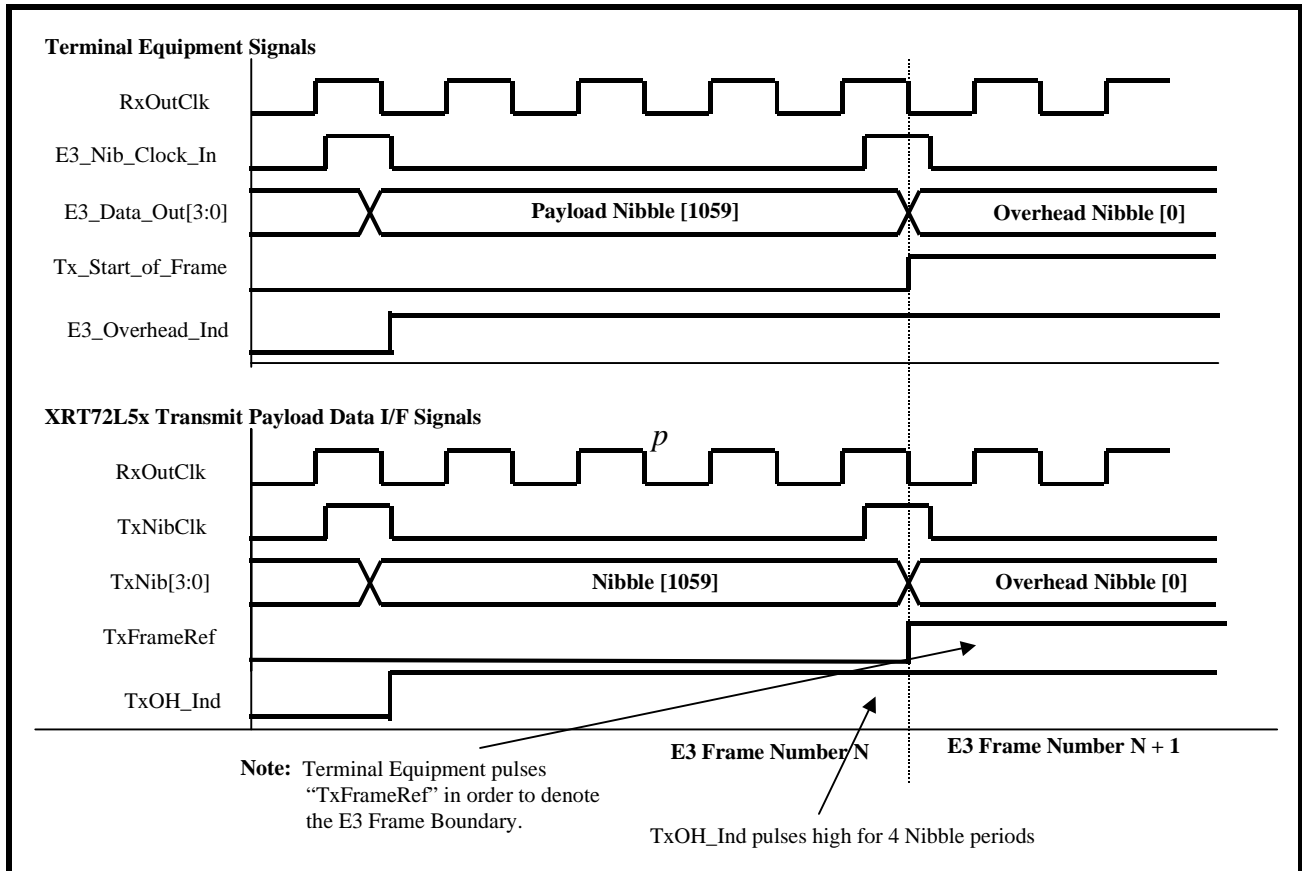 Terminal Equipment Signals
RxOutClk
E3_Nib_Clock_In
E3_Data_Out[3:0]
Payload Nibble [1059]
Overhead Nibble [0]
Tx_Start_of_Frame
E3_Overhead_Ind
XRT72L5x Transmit Payload Data I/F Signals
p
RxOutClk
TxNibClk
TxNib[3:0]
Nibble [1059]
Overhead Nibble [0]
TxFrameRef
TxOH_Ind
E3 Frame Number N
E3 Frame Number N + 1
Note: Terminal Equipment pulses
“TxFrameRef” in order to denote
the E3 Frame Boundary.
TxOH_Ind pulses high for 4 Nibble periods